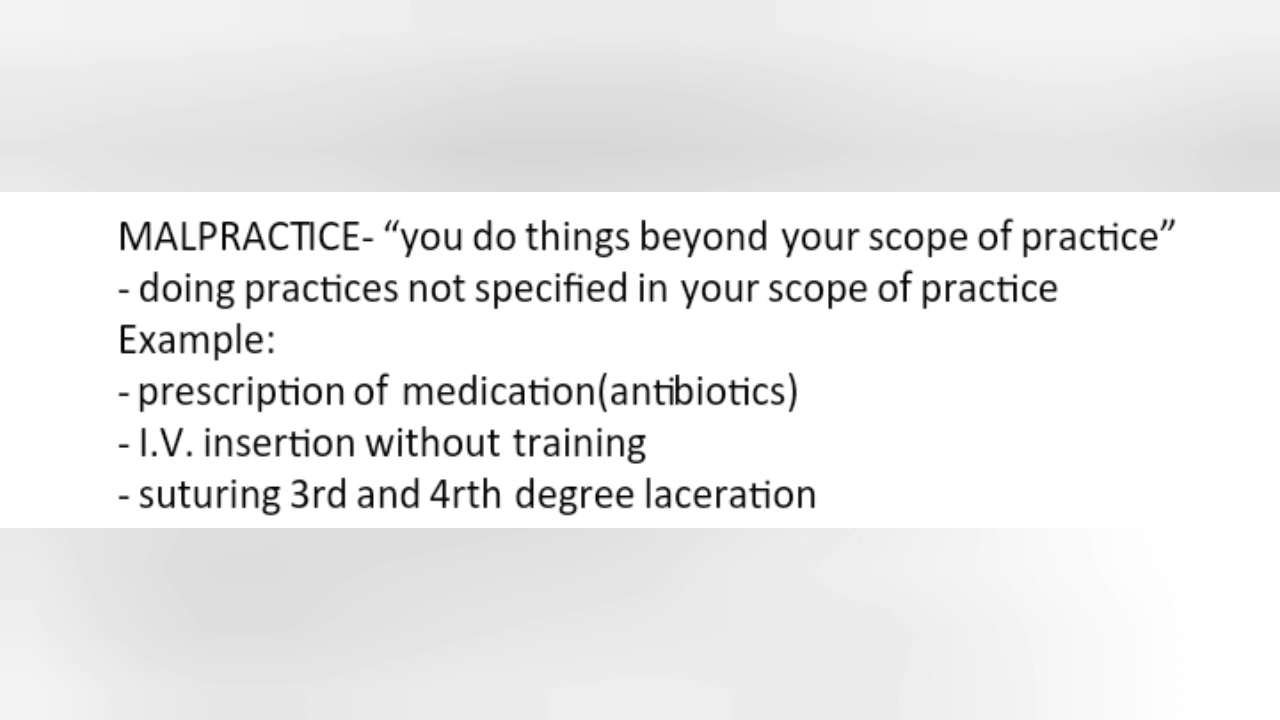 MALPRACTICE- “you do things beyond your scope of practice”
- doing practices not specified in your scope of practice
Example:
- prescription of medication(antibiotics)
- I.V. insertion without training
- suturing 3rd and 4rth degree laceration